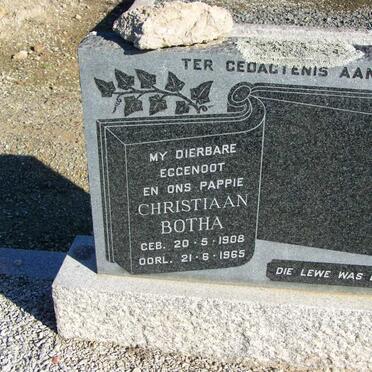 TER GEDAGTENIS AAN
MY DIERBARE
EGGENOOT
EN ONS PAPPIE
CHRISTIAAN
BOTHA
GEB. 20-5-1908
OORL. 21-6-1965
DIE LEWE WAS